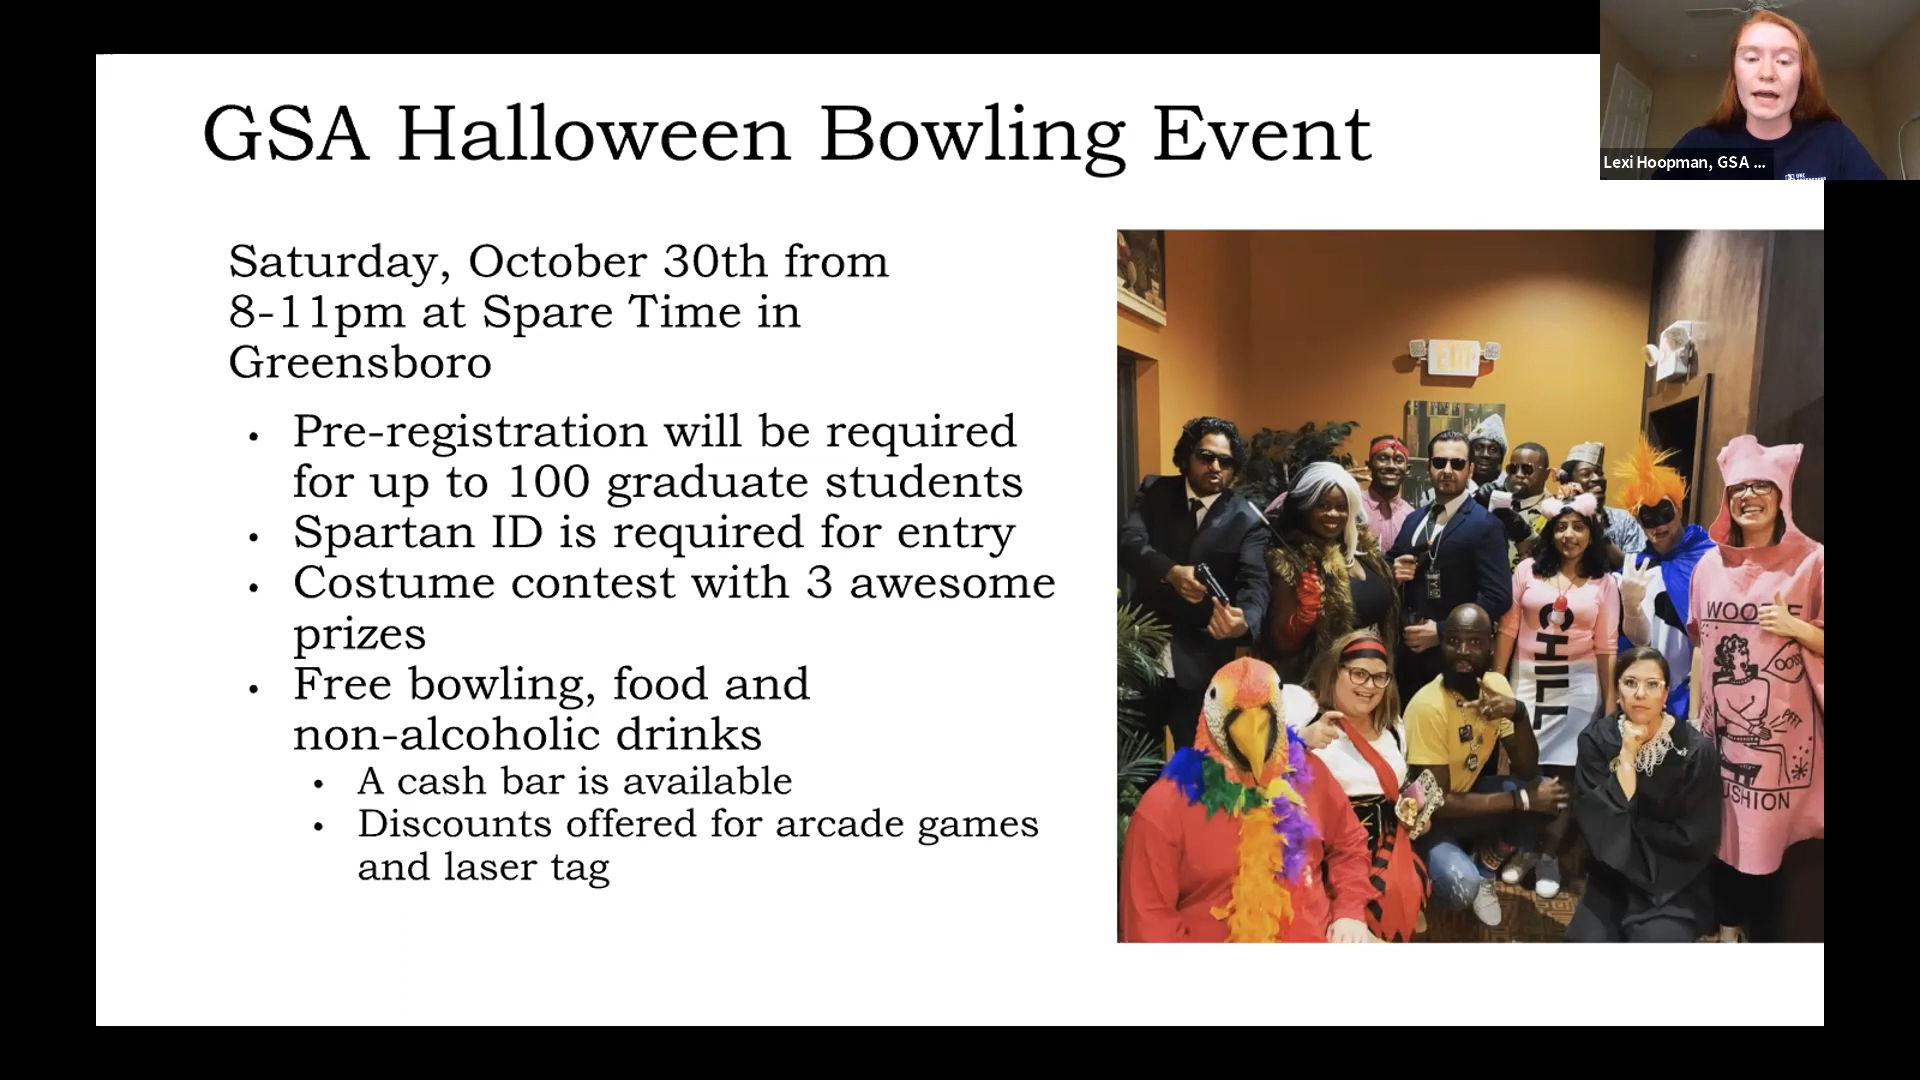 GSA Halloween Bowling Event
Lexi Hoopman, GSA ...
Saturday, October 30th from
8-11pm at Spare Time in
Greensboro
• Pre-registration will be required
for up to 100 graduate students
• Spartan ID is required for entry
• Costume contest with 3 awesome
prizes
• Free bowling, food and
non-alcoholic drinks
• A cash bar is available
• Discounts offered for arcade games
and laser tag
EXIT
CHILL
PFFT